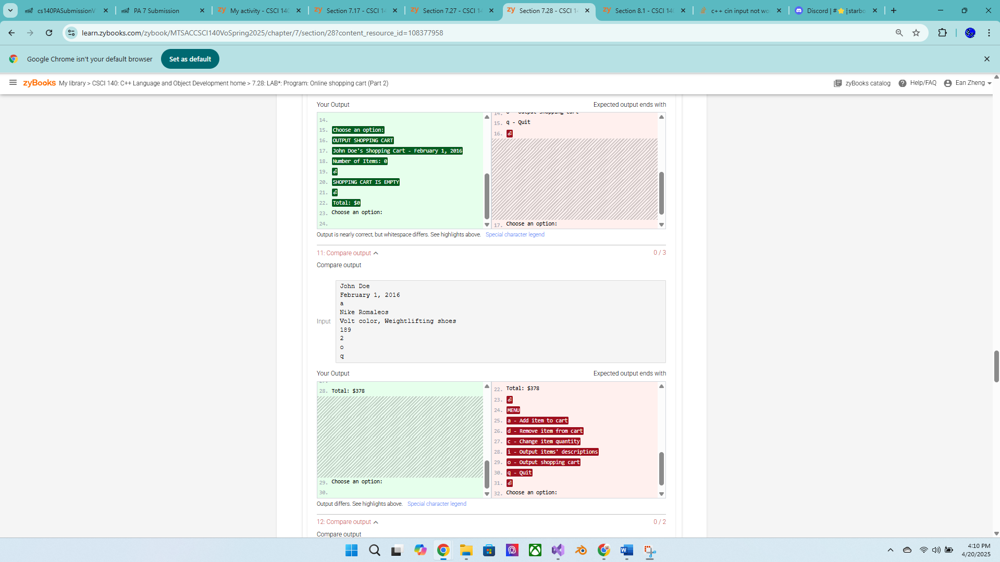 cs140PASubmissionV
PA 7 Submission
zy My activity - CSCI 140
zy Section 7.17 - CSCI 1
zy Section 7.27 - CSCI 1
zy Section 7.28 - CSCI 1
zy Section 8.1 - CSCI 14
c++ cin input not wo
Discord | #⭐┋starbo
learn.zybooks.com/zybook/MTSACCSCI140VoSpring2025/chapter/7/section/28?content_resource_id=108377958
Google Chrome isn't your default browser
Set as default
zyBooks My library > CSCI 140: C++ Language and Object Development home > 7.28: LAB*: Program: Online shopping cart (Part 2)
zyBooks catalog
Help/FAQ
Ean Zheng
Your Output
Expected output ends with
14.
15. Choose an option:
16. OUTPUT SHOPPING CART
17. John Doe's Shopping Cart - February 1, 2016
18. Number of Items: 0
19. ⏎
20. SHOPPING CART IS EMPTY
21. ⏎
22. Total: $0
23. Choose an option:
24.
14. o - Output shopping cart
15. q - Quit
16. ⏎
17. Choose an option:
Output is nearly correct, but whitespace differs. See highlights above. Special character legend
11: Compare output
0 / 3
Compare output
Input
John Doe
February 1, 2016
a
Nike Romaleos
Volt color, Weightlifting shoes
189
2
o
q
Your Output
Expected output ends with
28. Total: $378
29. Choose an option:
30.
22. Total: $378
23. ⏎
24. MENU
25. a - Add item to cart
26. d - Remove item from cart
27. c - Change item quantity
28. i - Output items' descriptions
29. o - Output shopping cart
30. q - Quit
31. ⏎
32. Choose an option:
Output differs. See highlights above. Special character legend
12: Compare output
0 / 2
Compare output
4:10 PM
4/20/2025